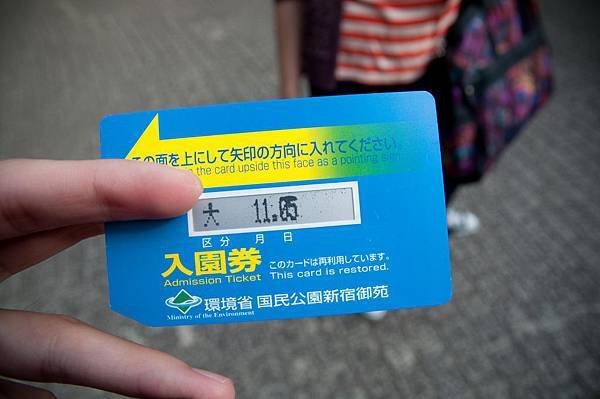 この面を上にして矢印の方向に入れてください。
the card upside this face as a pointing
大 11.05
区分 月 日
入園券 このカードは再利用しています。
Admission Ticket This card is restored.
環境省 国民公園新宿御苑
Ministry of the Environment